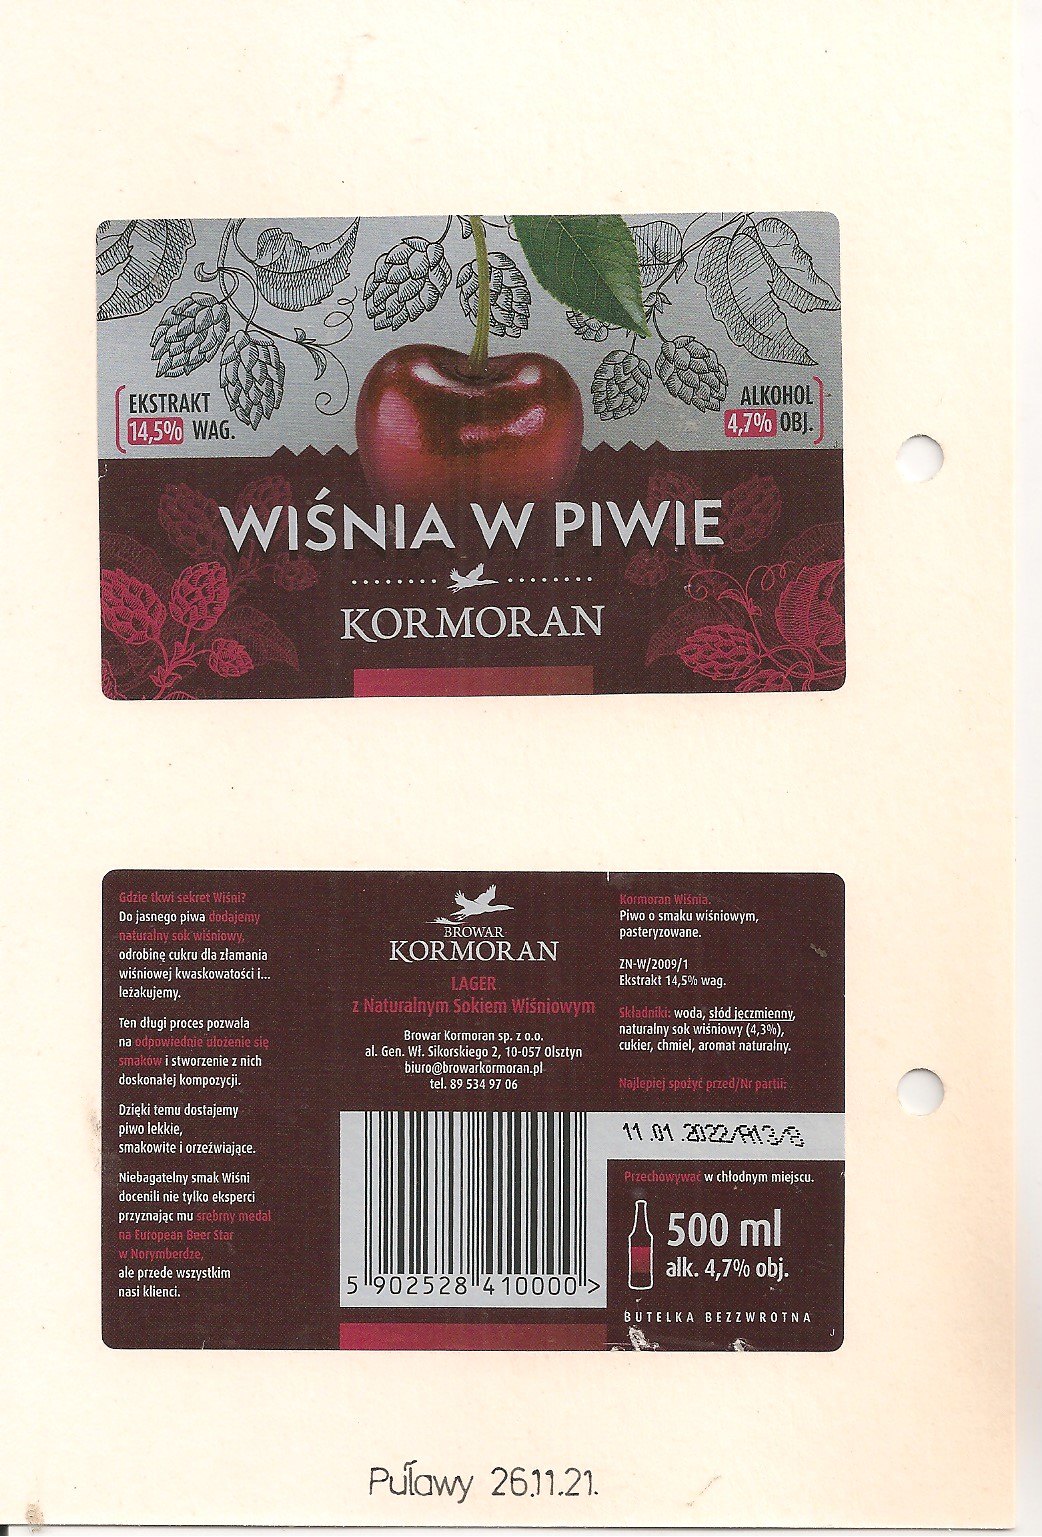 EKSTRAKT
14,5% WAG.
ALKOHOL
4,7% OBJ.
WIŚNIA W PIWIE
KORMORAN
Gdzie tkwi sekret Wiśni?
Do jasnego piwa dodajemy
naturalny sok wiśniowy,
odrobinę cukru dla złamania
wiśniowej kwaskowatości i...
leżakujemy.
Ten długi proces pozwala
na odpowiednie ułożenie się
smaków i stworzenie z nich
doskonałej kompozycji.
Dzięki temu dostajemy
piwo lekkie,
smakowite i orzeźwiające.
Niebagatelny smak Wiśni
docenili nie tylko eksperci
przyznając mu srebrny medal
na European Beer Star
w Norymberdze,
ale przede wszystkim
nasi klienci.
BROWAR
KORMORAN
LAGER
z Naturalnym Sokiem Wiśniowym
Browar Kormoran sp. z o.o.
al. Gen. Wł. Sikorskiego 2, 10-057 Olsztyn
biuro@browarkormoran.pl
tel. 89 534 97 06
5 902528 410000 >
Kormoran Wiśnia.
Piwo o smaku wiśniowym,
pasteryzowane.
ZN-W/2009/1
Ekstrakt 14,5% wag.
Składniki: woda, słód jęczmienny,
naturalny sok wiśniowy (4,3%),
cukier, chmiel, aromat naturalny.
Najlepiej spożyć przed/Nr partii:
11.01.2022/A13/8
Przechowywać w chłodnym miejscu.
500 ml
alk. 4,7% obj.
BUTELKA BEZZWROTNA
J
Puławy 26.11.21.